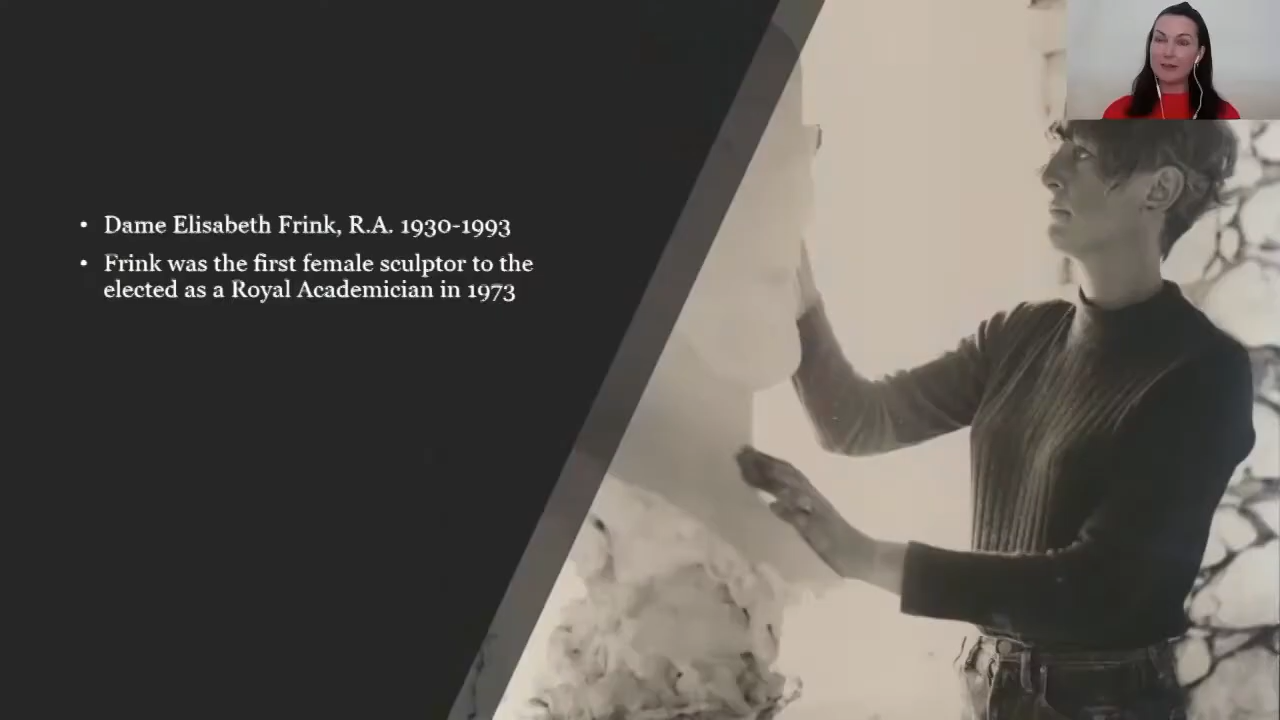 • Dame Elisabeth Frink, R.A. 1930-1993
• Frink was the first female sculptor to the
elected as a Royal Academician in 1973